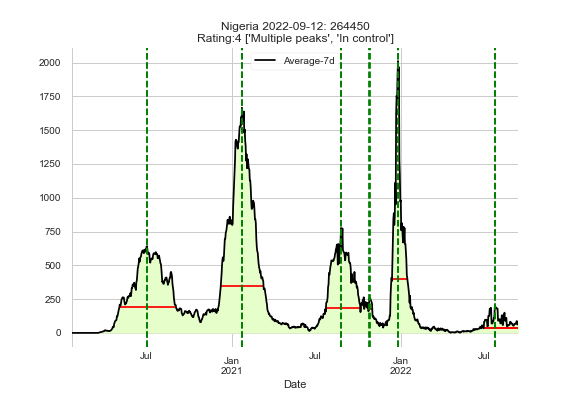 Nigeria 2022-09-12: 264450
Rating:4 ['Multiple peaks', 'In control']
Average-7d
2000
1750
1500
1250
1000
750
500
250
0
Jul
Jan
2021
Jul
Jan
2022
Jul
Date